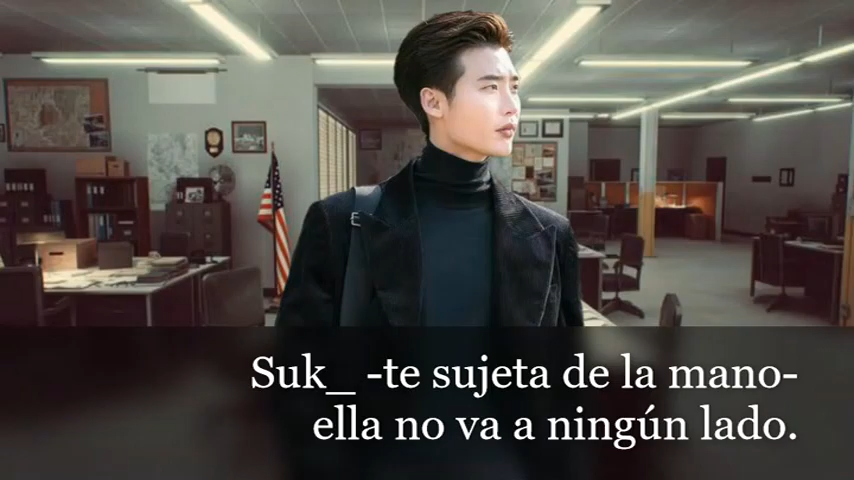 Suk_ -te sujeta de la mano-
ella no va a ningún lado.